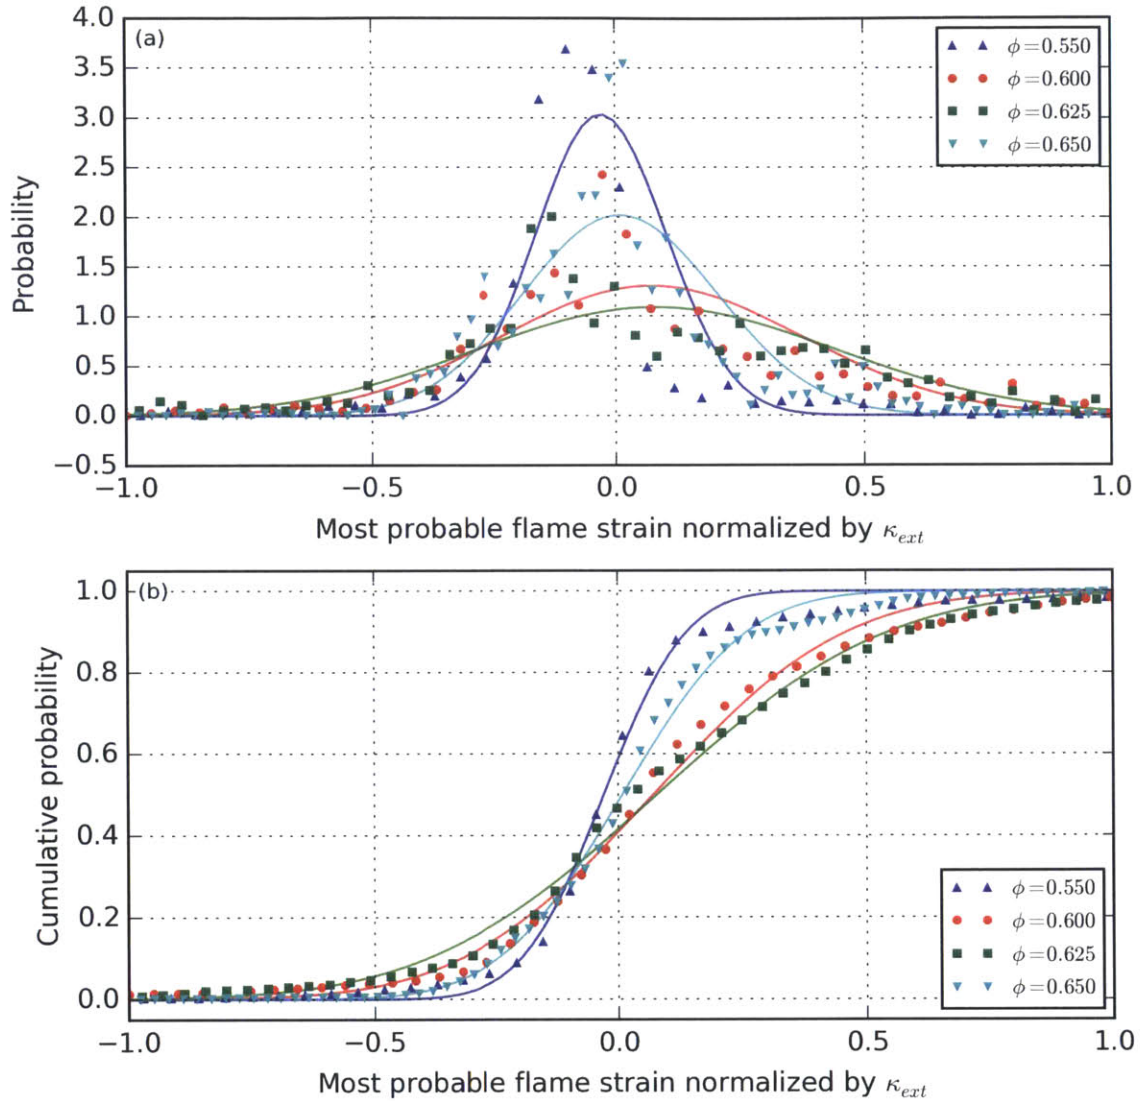 (a)
4.0
3.5
3.0
2.5
2.0
1.5
1.0
0.5
0.0
−0.5
Probability
ϕ=0.550
ϕ=0.600
ϕ=0.625
ϕ=0.650
−1.0 −0.5 0.0 0.5 1.0
Most probable flame strain normalized by κext
(b)
1.0
0.8
0.6
0.4
0.2
0.0
Cumulative probability
ϕ=0.550
ϕ=0.600
ϕ=0.625
ϕ=0.650
−1.0 −0.5 0.0 0.5 1.0
Most probable flame strain normalized by κext